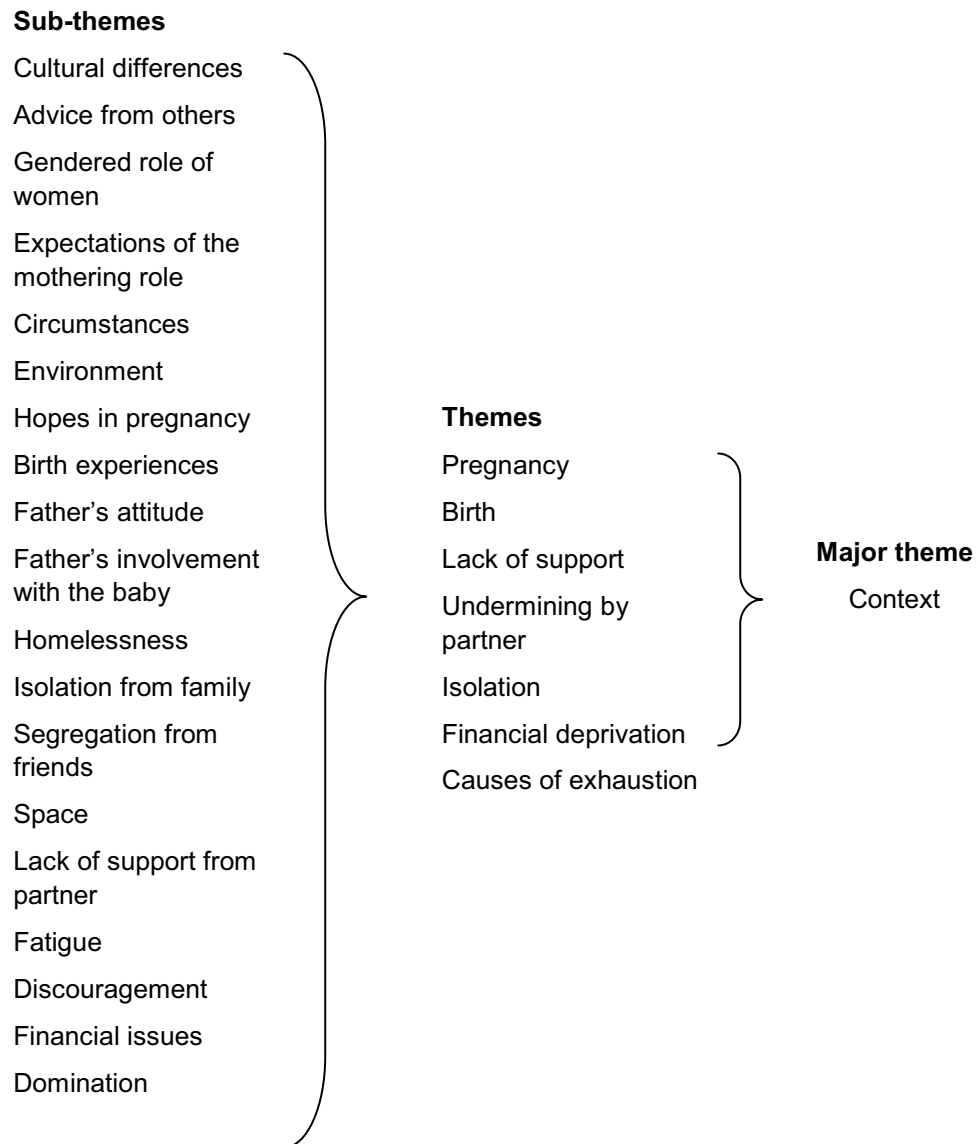 Sub-themes
Cultural differences
Advice from others
Gendered role of
women
Expectations of the
mothering role
Circumstances
Environment
Hopes in pregnancy
Birth experiences
Father’s attitude
Father’s involvement
with the baby
Homelessness
Isolation from family
Segregation from
friends
Space
Lack of support from
partner
Fatigue
Discouragement
Financial issues
Domination
Themes
Pregnancy
Birth
Lack of support
Undermining by
partner
Isolation
Financial deprivation
Causes of exhaustion
Major theme
Context